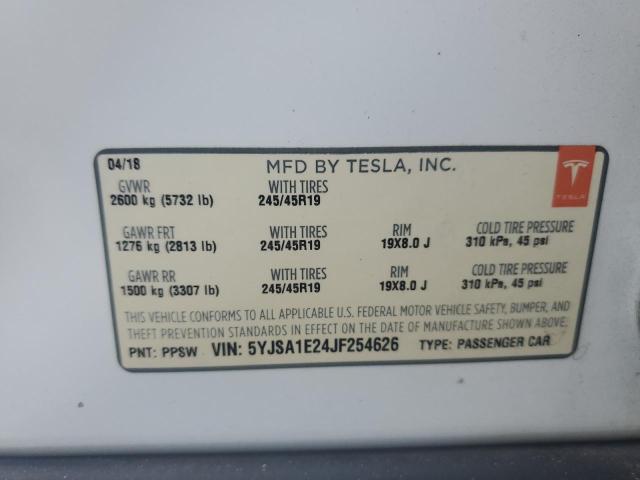 04/18 MFD BY TESLA, INC.
TESLA
GVWR WITH TIRES
2600 kg (5732 lb) 245/45R19
GAWR FRT WITH TIRES RIM COLD TIRE PRESSURE
1276 kg (2813 lb) 245/45R19 19X8.0 J 310 kPa, 45 psi
GAWR RR WITH TIRES RIM COLD TIRE PRESSURE
1500 kg (3307 lb) 245/45R19 19X8.0 J 310 kPa, 45 psi
THIS VEHICLE CONFORMS TO ALL APPLICABLE U.S. FEDERAL MOTOR VEHICLE SAFETY, BUMPER, AND
THEFT PREVENTION STANDARDS IN EFFECT ON THE DATE OF MANUFACTURE SHOWN ABOVE.
PNT: PPSW VIN: 5YJSA1E24JF254626 TYPE: PASSENGER CAR